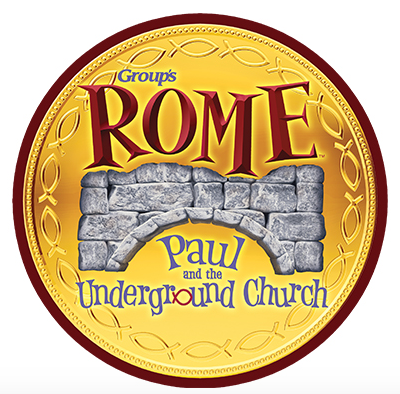 Group's
ROME
Paul
and the
Underground Church